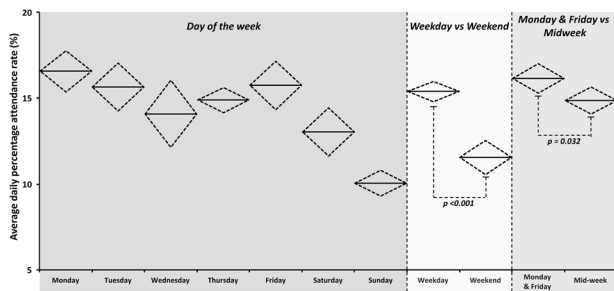 Day of the week
Weekday vs Weekend
Monday & Friday vs
Midweek
Average daily percentage attendance rate (%)
20
15
10
5
p <0.001
p = 0.032
Monday
Tuesday
Wednesday
Thursday
Friday
Saturday
Sunday
Weekday
Weekend
Monday
& Friday
Mid-week